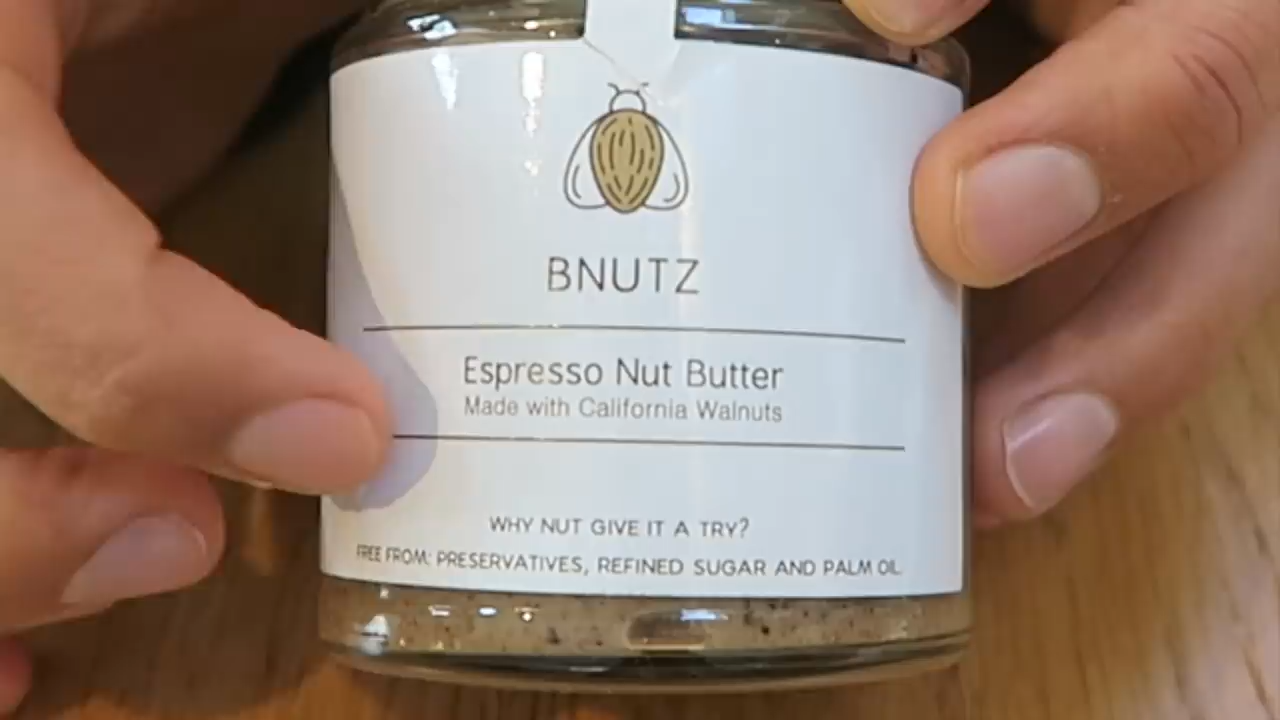 BNUTZ
Espresso Nut Butter
Made with California Walnuts
WHY NUT GIVE IT A TRY?
FREE FROM: PRESERVATIVES, REFINED SUGAR AND PALM OIL